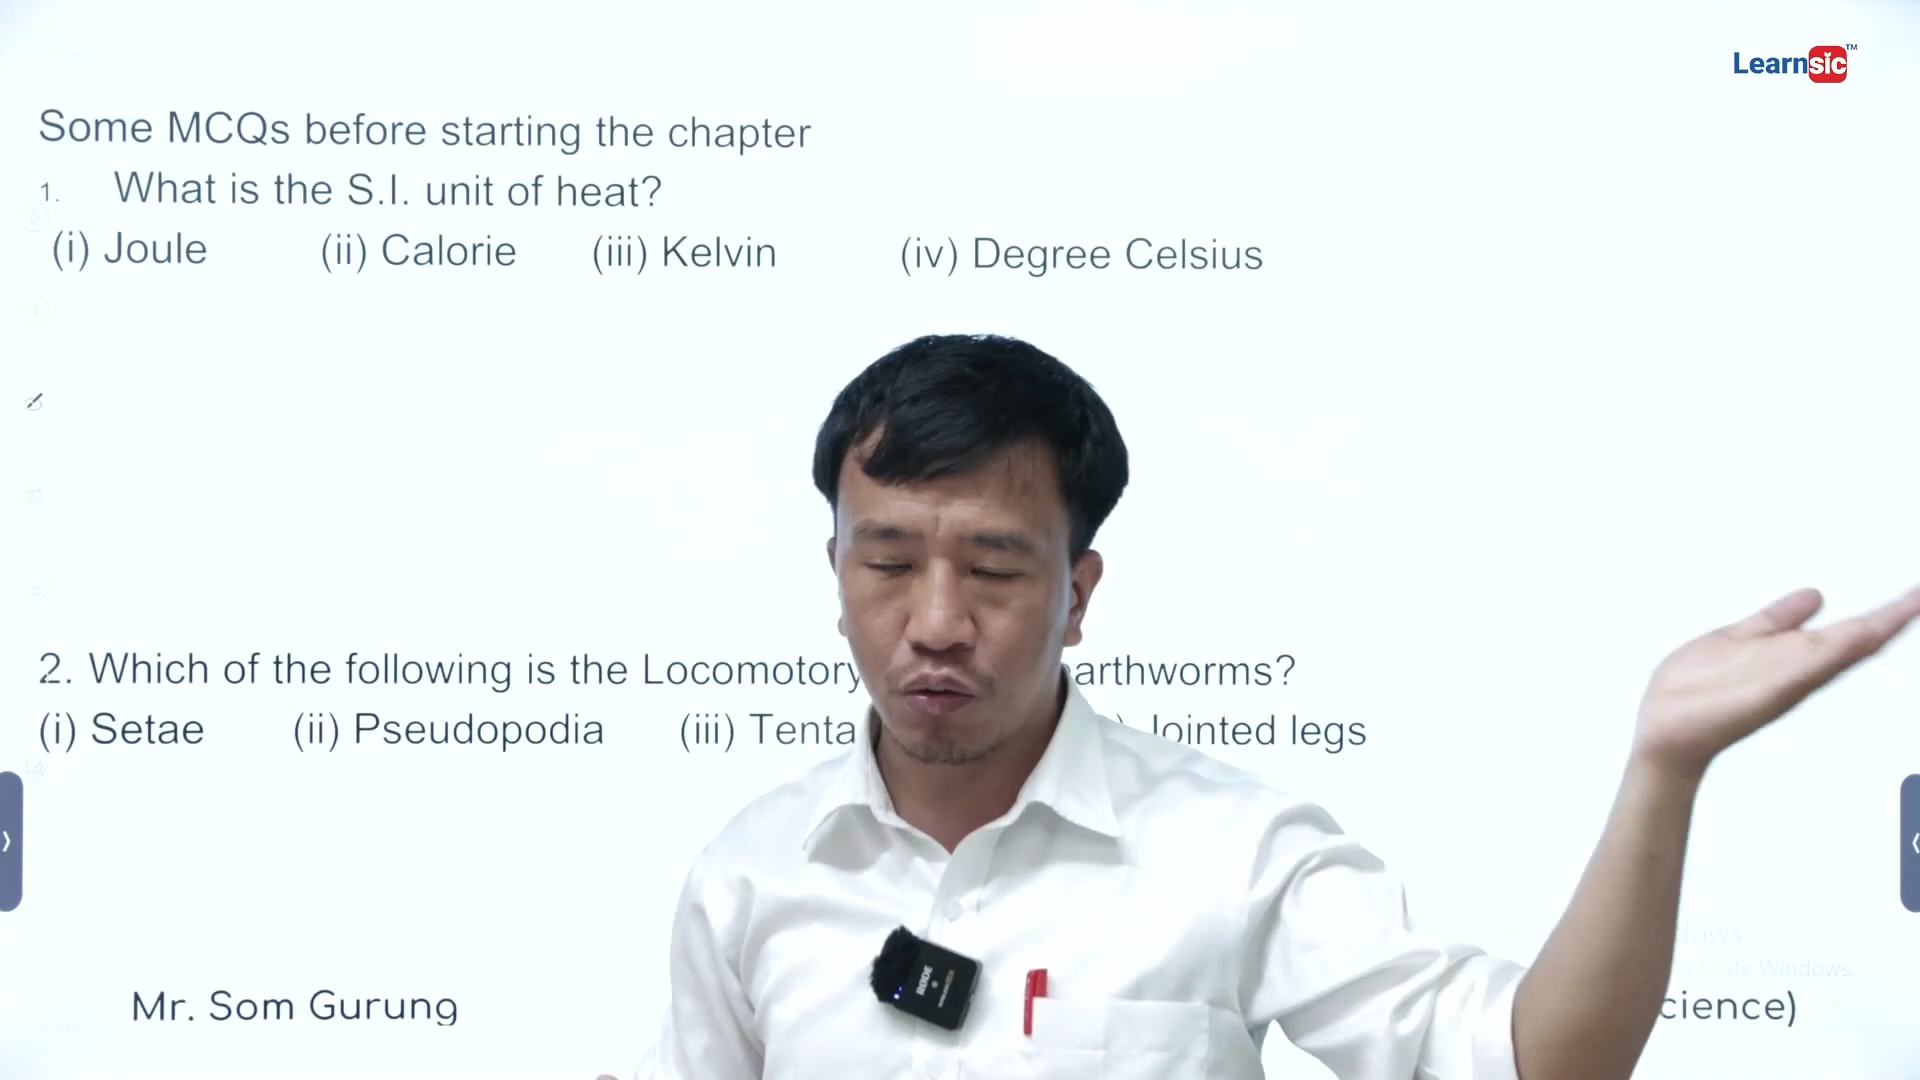 Learnsic™
Some MCQs before starting the chapter
1. What is the S.I. unit of heat?
(i) Joule (ii) Calorie (iii) Kelvin (iv) Degree Celsius
2. Which of the following is the Locomotory arthworms?
(i) Setae (ii) Pseudopodia (iii) Tenta ) Jointed legs
RØDE
Windows.
Mr. Som Gurung cience)